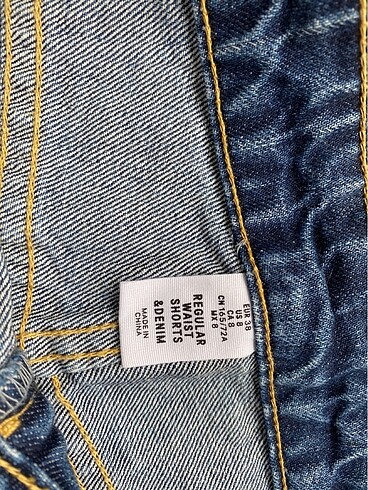 EUR 38
US 8
CA 8
CN 165/72A
MX 8
REGULAR
WAIST
SHORTS
&DENIM
MADE IN
CHINA